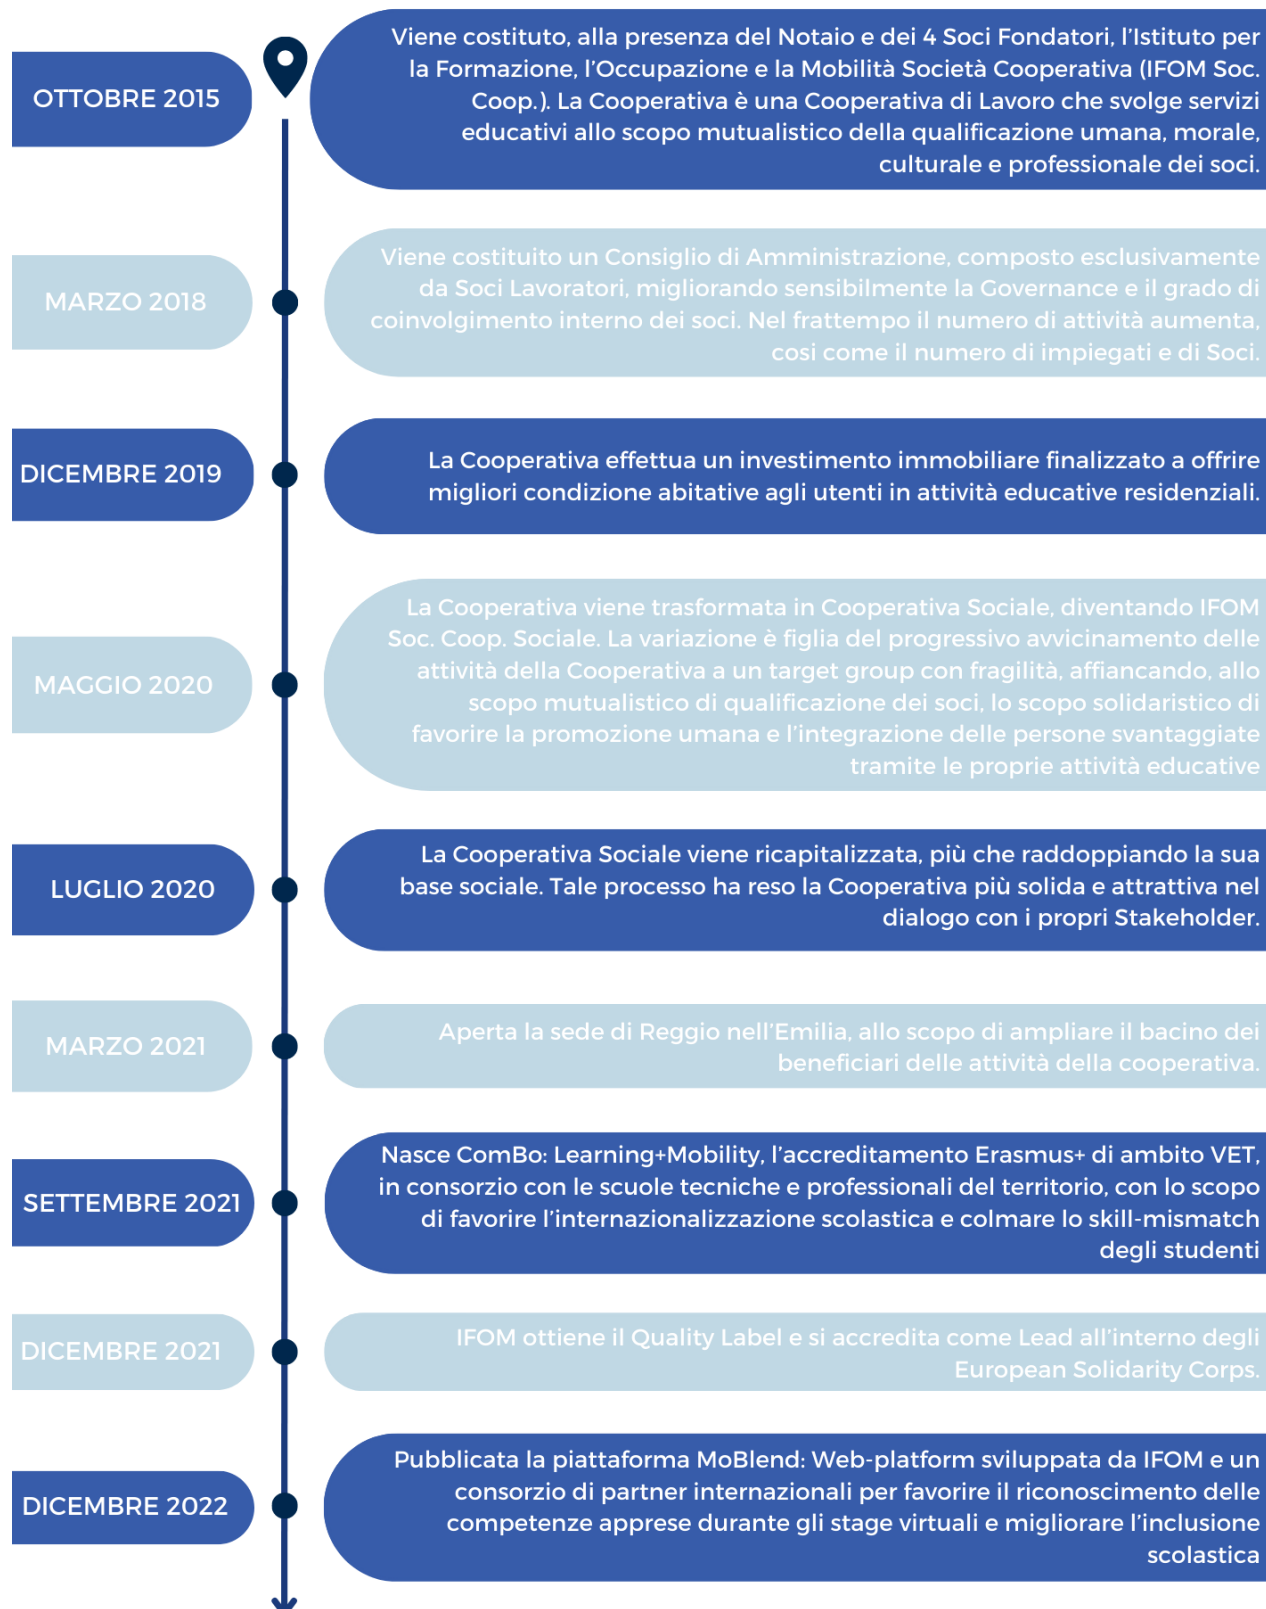 OTTOBRE 2015
Viene costituto, alla presenza del Notaio e dei 4 Soci Fondatori, l'Istituto per
la Formazione, l'Occupazione e la Mobilità Società Cooperativa (IFOM Soc.
Coop.). La Cooperativa è una Cooperativa di Lavoro che svolge servizi
educativi allo scopo mutualistico della qualificazione umana, morale,
culturale e professionale dei soci.
MARZO 2018
Viene costituito un Consiglio di Amministrazione, composto esclusivamente
da Soci Lavoratori, migliorando sensibilmente la Governance e il grado di
coinvolgimento interno dei soci. Nel frattempo il numero di attività aumenta,
cosi come il numero di impiegati e di Soci.
DICEMBRE 2019
La Cooperativa effettua un investimento immobiliare finalizzato a offrire
migliori condizione abitative agli utenti in attività educative residenziali.
MAGGIO 2020
La Cooperativa viene trasformata in Cooperativa Sociale, diventando IFOM
Soc. Coop. Sociale. La variazione è figlia del progressivo avvicinamento delle
attività della Cooperativa a un target group con fragilità, affiancando, allo
scopo mutualistico di qualificazione dei soci, lo scopo solidaristico di
favorire la promozione umana e l'integrazione delle persone svantaggiate
tramite le proprie attività educative
LUGLIO 2020
La Cooperativa Sociale viene ricapitalizzata, più che raddoppiando la sua
base sociale. Tale processo ha reso la Cooperativa più solida e attrattiva nel
dialogo con i propri Stakeholder.
MARZO 2021
Aperta la sede di Reggio nell'Emilia, allo scopo di ampliare il bacino dei
beneficiari delle attività della cooperativa.
SETTEMBRE 2021
Nasce ComBo: Learning+Mobility, l'accreditamento Erasmus+ di ambito VET,
in consorzio con le scuole tecniche e professionali del territorio, con lo scopo
di favorire l'internazionalizzazione scolastica e colmare lo skill-mismatch
degli studenti
DICEMBRE 2021
IFOM ottiene il Quality Label e si accredita come Lead all'interno degli
European Solidarity Corps.
DICEMBRE 2022
Pubblicata la piattaforma MoBlend: Web-platform sviluppata da IFOM e un
consorzio di partner internazionali per favorire il riconoscimento delle
competenze apprese durante gli stage virtuali e migliorare l'inclusione
scolastica